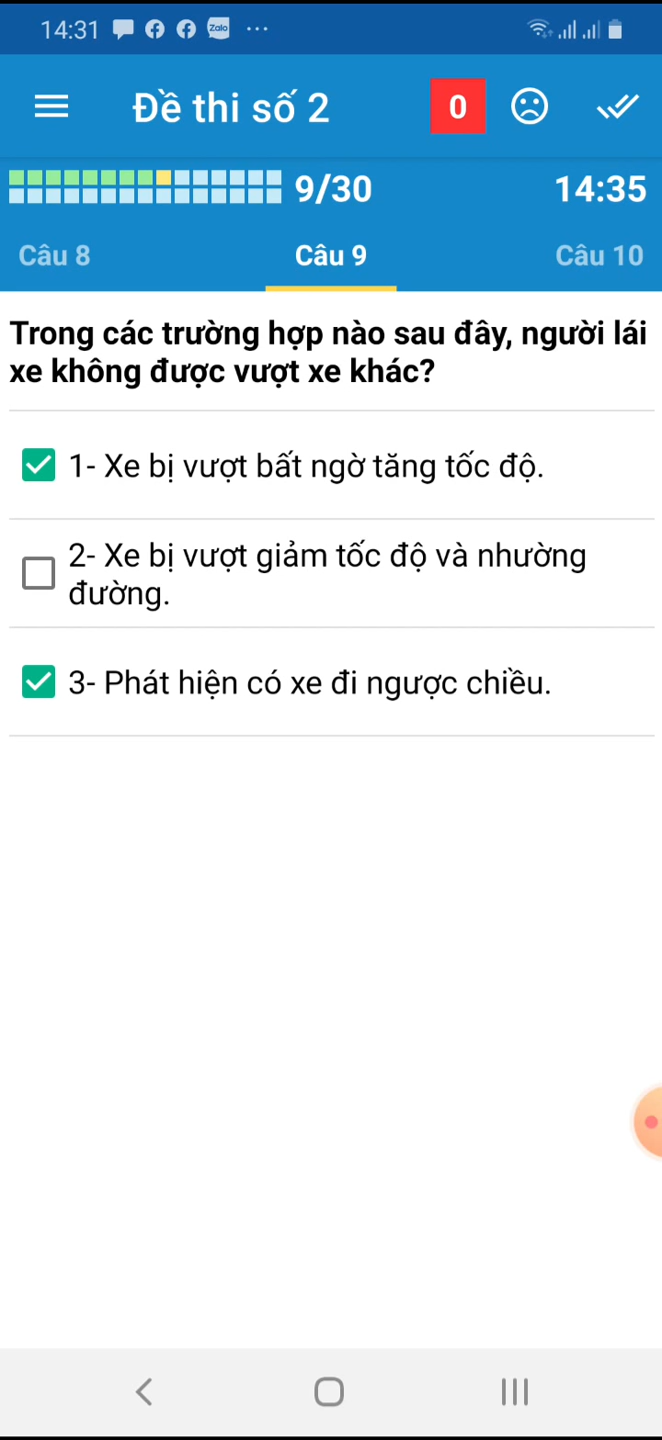 14:31 Zalo ...
Đề thi số 2 0
9/30 14:35
Câu 8 Câu 9 Câu 10
Trong các trường hợp nào sau đây, người lái
xe không được vượt xe khác?
1- Xe bị vượt bất ngờ tăng tốc độ.
2- Xe bị vượt giảm tốc độ và nhường
đường.
3- Phát hiện có xe đi ngược chiều.